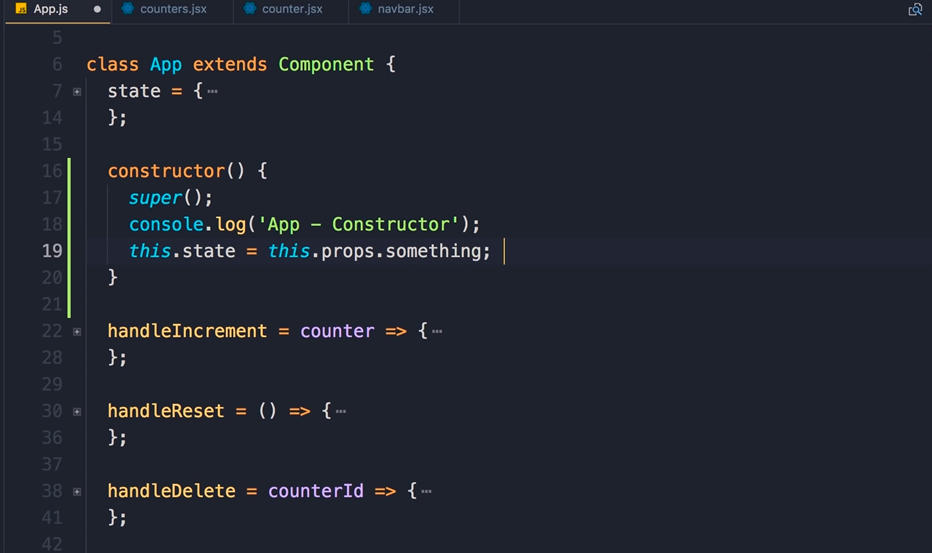 App.js counters.jsx counter.jsx navbar.jsx
5
6 class App extends Component {
7 state = {
14 };
15
16 constructor() {
17 super();
18 console.log('App – Constructor');
19 this.state = this.props.something;
20 }
21
22 handleIncrement = counter => {
28 };
29
30 handleReset = () => {
36 };
37
38 handleDelete = counterId => {
41 };
42